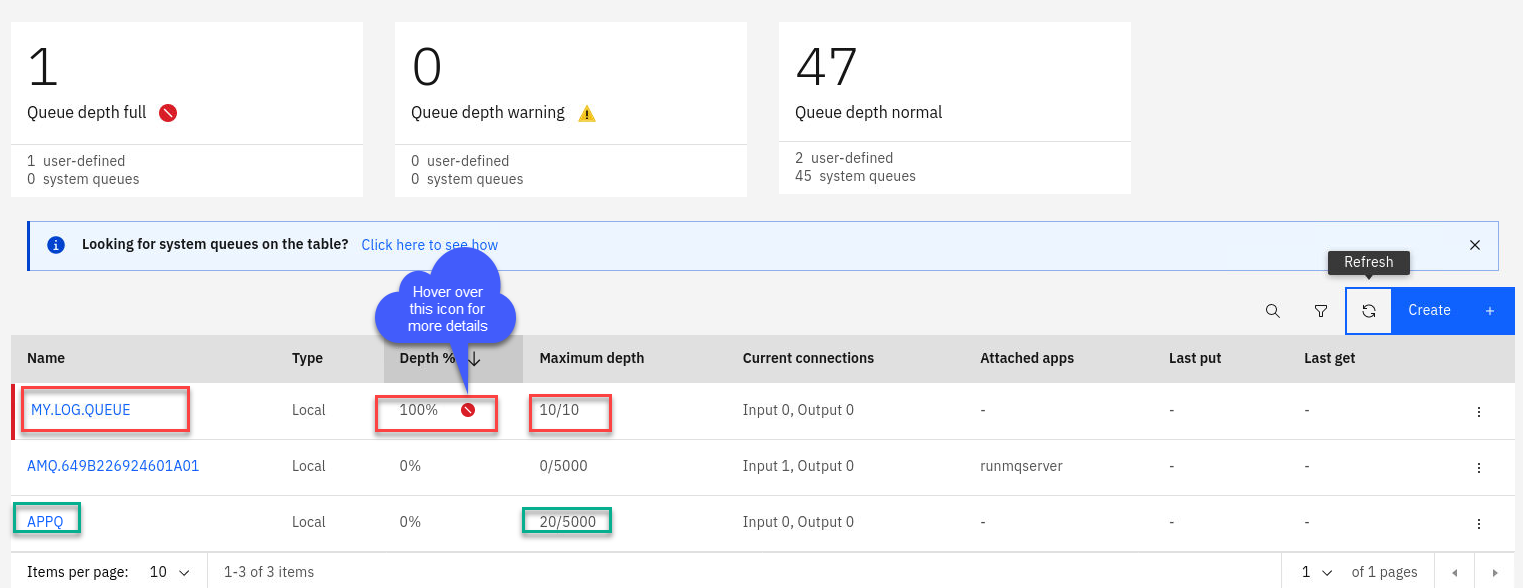 1
Queue depth full
1 user-defined
0 system queues
0
Queue depth warning
0 user-defined
0 system queues
47
Queue depth normal
2 user-defined
45 system queues
Looking for system queues on the table? Click here to see how
Refresh
Hover over
this icon for
more details
Create +
Name Type Depth % Maximum depth Current connections Attached apps Last put Last get
MY.LOG.QUEUE Local 100% 10/10 Input 0, Output 0 - - -
AMQ.649B226924601A01 Local 0% 0/5000 Input 1, Output 0 runmqserver - -
APPQ Local 0% 20/5000 Input 0, Output 0 - - -
Items per page: 10 1-3 of 3 items 1 of 1 pages